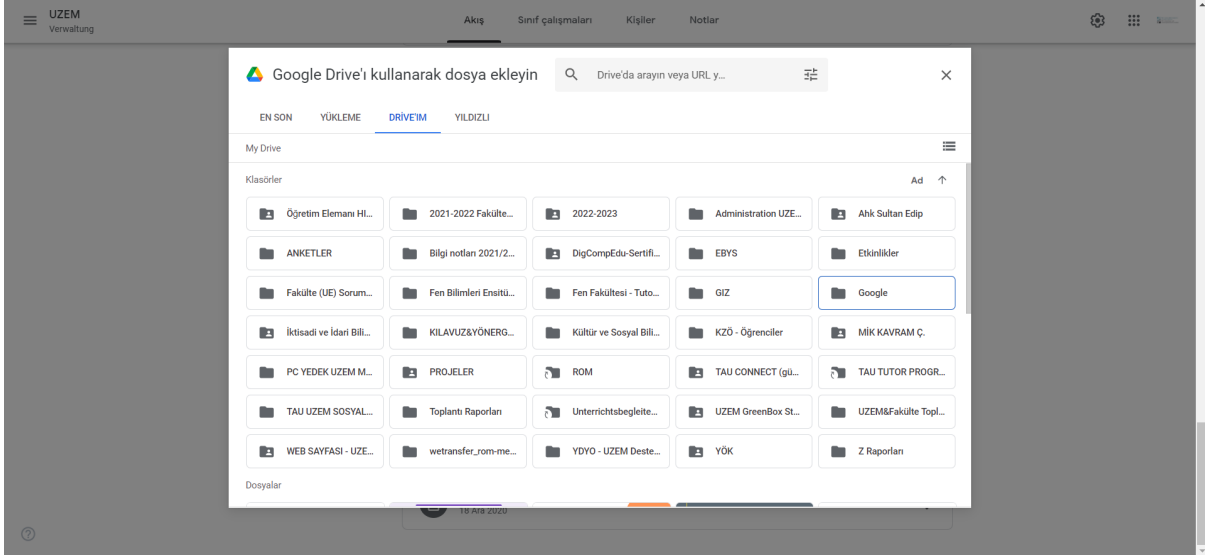 UZEM
Verwaltung
Akış Sınıf çalışmaları Kişiler Notlar
Google Drive'ı kullanarak dosya ekleyin Drive'da arayın veya URL y…
EN SON YÜKLEME DRİVE'IM YILDIZLI
My Drive
Klasörler Ad
Öğretim Elemanı HI… 2021-2022 Fakülte… 2022-2023 Administration UZE… Ahk Sultan Edip
ANKETLER Bilgi notları 2021/2… DigCompEdu-Sertifi… EBYS Etkinlikler
Fakülte (UE) Sorum… Fen Bilimleri Ensitü… Fen Fakültesi - Tuto… GIZ Google
İktisadi ve İdari Bili… KILAVUZ&YÖNERG… Kültür ve Sosyal Bili… KZÖ - Öğrenciler MİK KAVRAM Ç.
PC YEDEK UZEM M… PROJELER ROM TAU CONNECT (gü… TAU TUTOR PROGR…
TAU UZEM SOSYAL… Toplantı Raporları Unterrichtsbegleite… UZEM GreenBox St… UZEM&Fakülte Topl…
WEB SAYFASI - UZE… wetransfer_rom-me… YDYO - UZEM Deste… YÖK Z Raporları
Dosyalar
18 Ara 2020